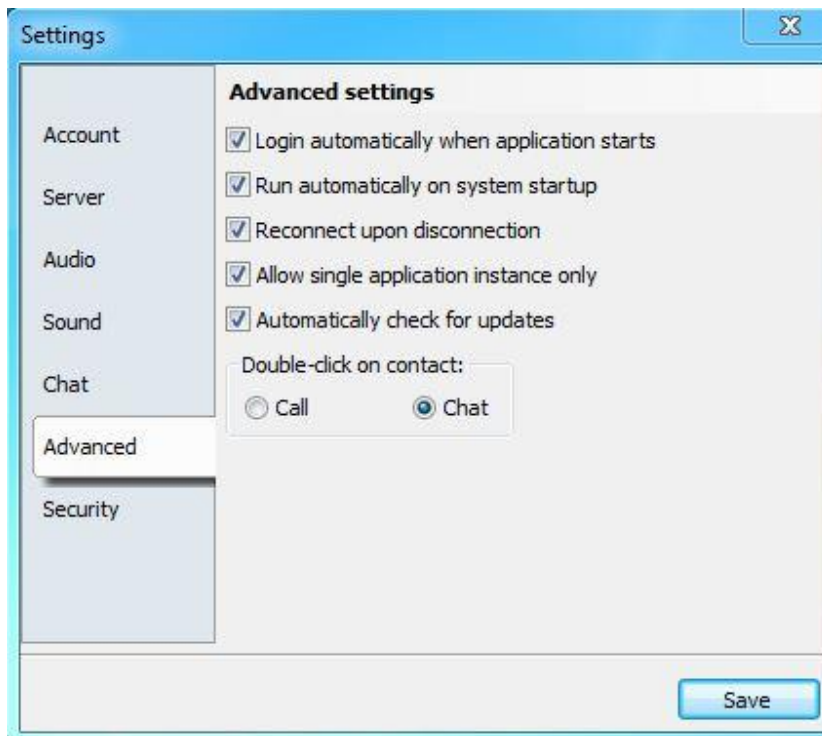 Settings
Account
Server
Audio
Sound
Chat
Advanced
Security
Advanced settings
Login automatically when application starts
Run automatically on system startup
Reconnect upon disconnection
Allow single application instance only
Automatically check for updates
Double-click on contact:
Call
Chat
Save